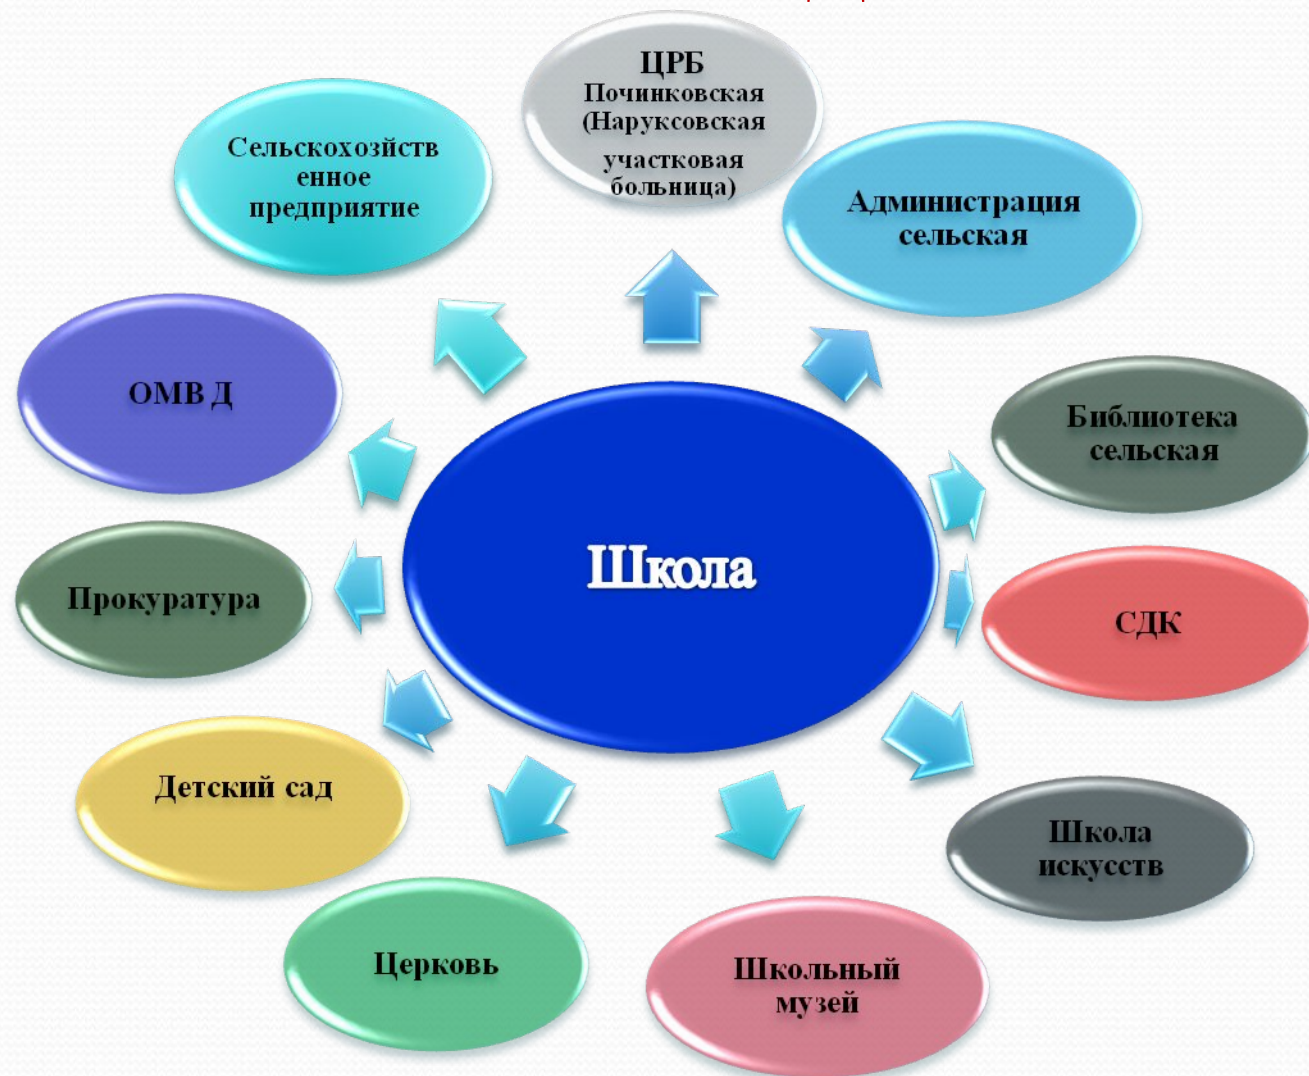 ЦРБ
Починковская
(Наруксовская
участковая
больница)
Администрация
сельская
Библиотека
сельская
СДК
Школа
искусств
Школьный
музей
Церковь
Детский сад
Прокуратура
ОМВ Д
Сельскохозйств
енное
предприятие
Школа